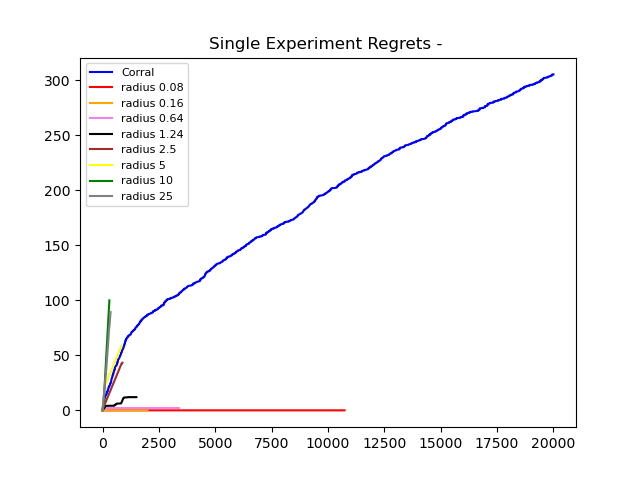 Single Experiment Regrets -
300
250
200
150
100
50
0
Corral
radius 0.08
radius 0.16
radius 0.64
radius 1.24
radius 2.5
radius 5
radius 10
radius 25
0 2500 5000 7500 10000 12500 15000 17500 20000